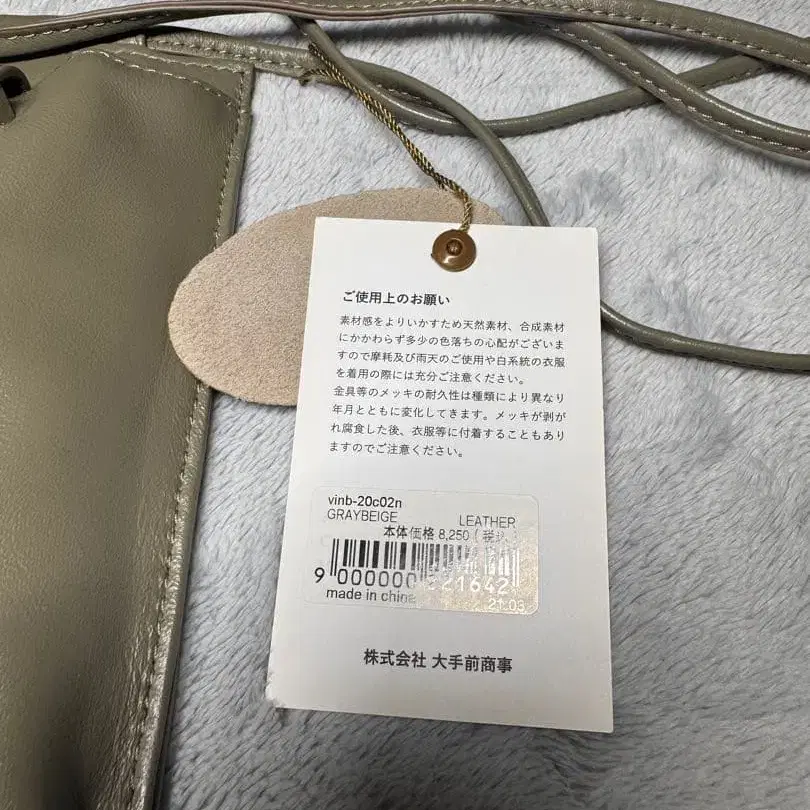 ご使用上のお願い
素材感をよりいかすため天然素材、合成素材
にかかわらず多少の色落ちの心配がございま
すので摩耗及び雨天のご使用や白系統の衣服
を着用の際には充分ご注意ください。
金具等のメッキの耐久性は種類により異なり
年月とともに変化してきます。メッキが剥が
れ腐食した後、衣服等に付着することもあり
ますのでご注意ください。
vinb-20c02n
GRAYBEIGE LEATHER
本体価格 8,250 (税込)
9 000000 321642
made in china 21.03
株式会社 大手前商事